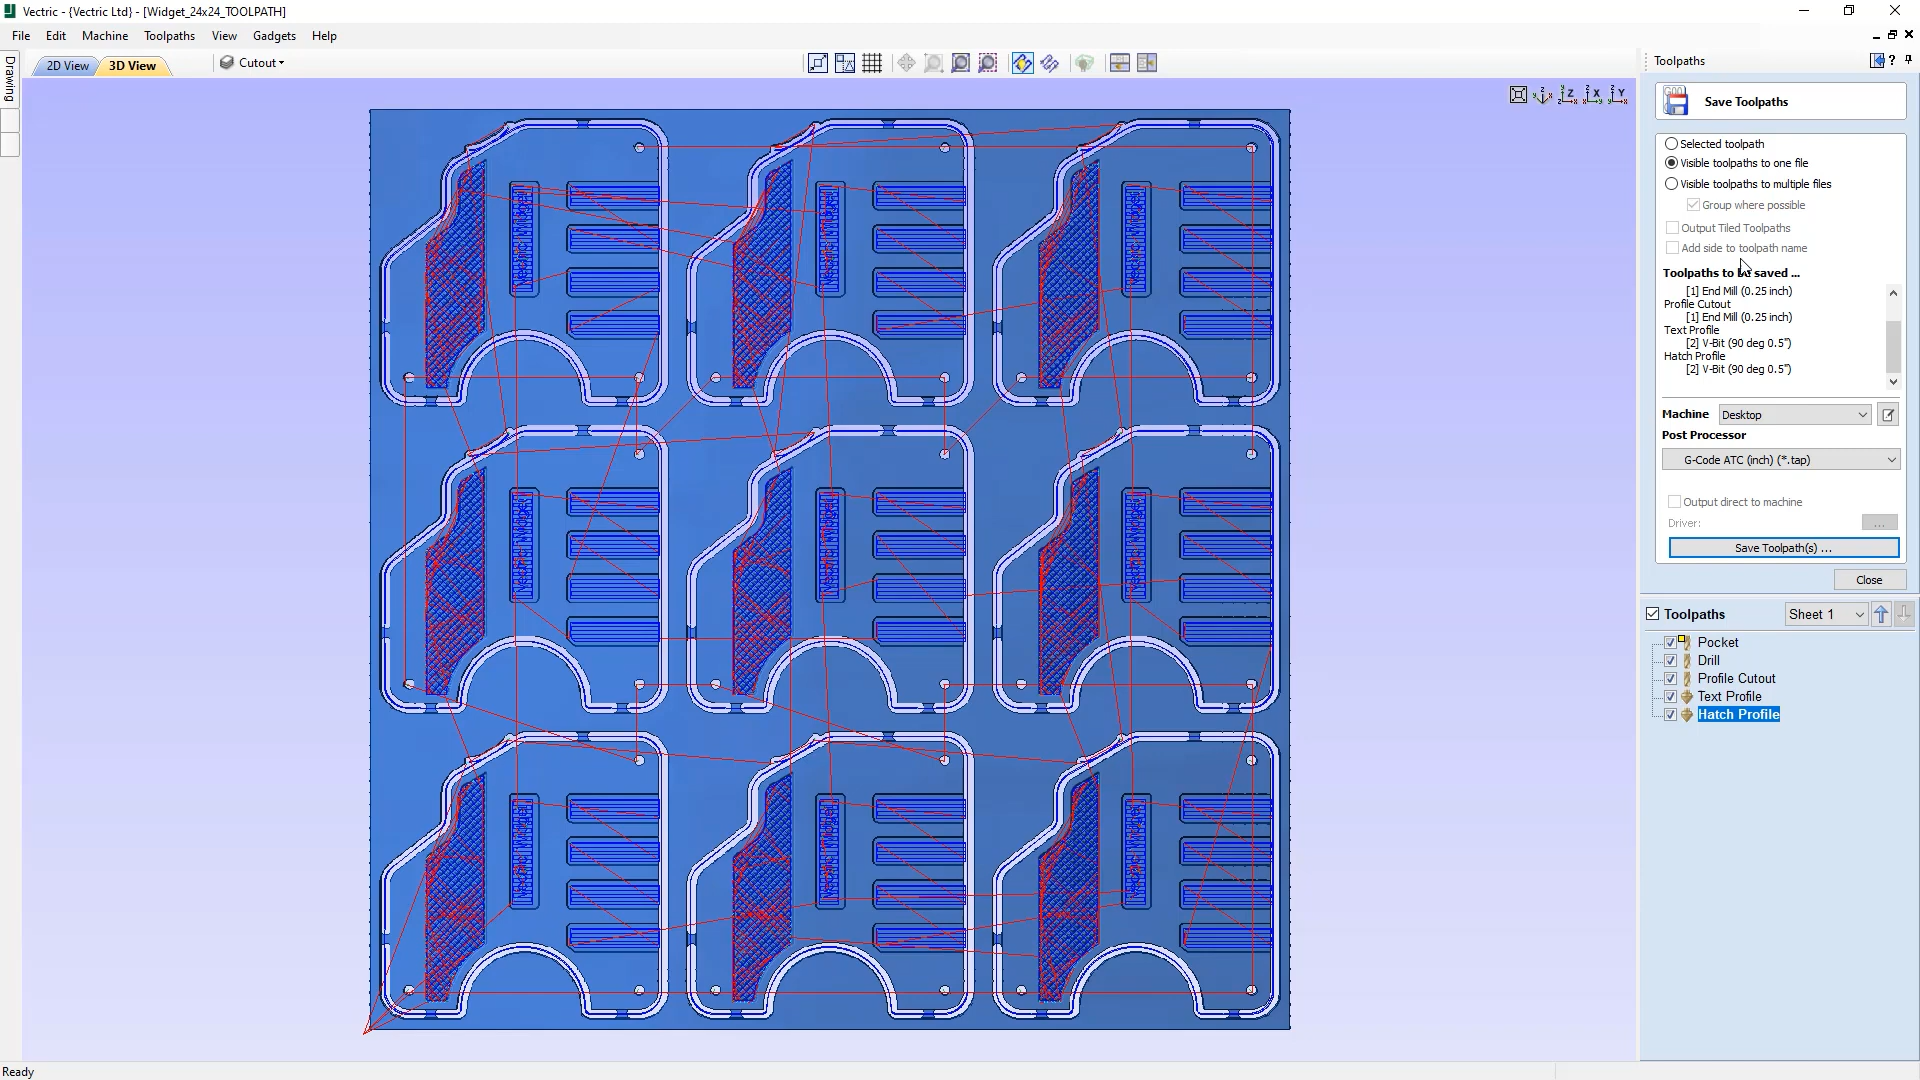 Vectric - {Vectric Ltd} - [Widget_24x24_TOOLPATH]
File Edit Machine Toolpaths View Gadgets Help
Drawing
2D View
3D View
Cutout
Toolpaths
Save Toolpaths
Selected toolpath
Visible toolpaths to one file
Visible toolpaths to multiple files
Group where possible
Output Tiled Toolpaths
Add side to toolpath name
Toolpaths to be saved ...
[1] End Mill (0.25 inch)
Profile Cutout
[1] End Mill (0.25 inch)
Text Profile
[2] V-Bit (90 deg 0.5")
Hatch Profile
[2] V-Bit (90 deg 0.5")
Machine Desktop
Post Processor
G-Code ATC (inch) (*.tap)
Output direct to machine
Driver: ...
Save Toolpath(s) ...
Close
Toolpaths Sheet 1
Pocket
Drill
Profile Cutout
Text Profile
Hatch Profile
Ready